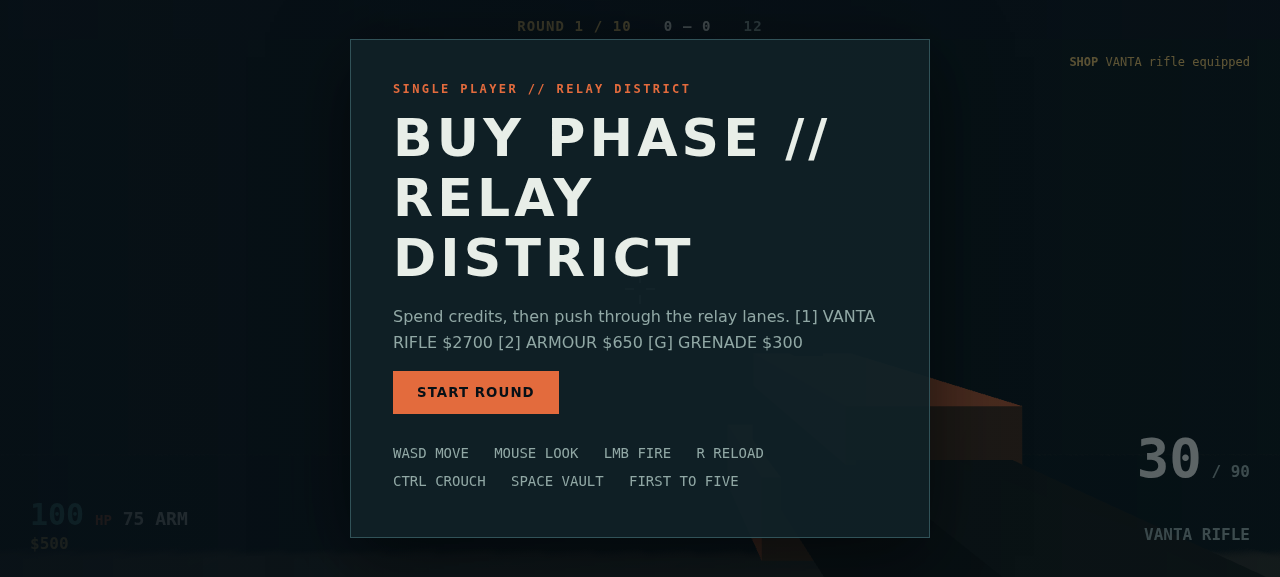 ROUND 1 / 10 0 — 0 12
SHOP VANTA rifle equipped
SINGLE PLAYER // RELAY DISTRICT
BUY PHASE //
RELAY
DISTRICT
Spend credits, then push through the relay lanes. [1] VANTA
RIFLE $2700 [2] ARMOUR $650 [G] GRENADE $300
START ROUND
WASD MOVE MOUSE LOOK LMB FIRE R RELOAD
CTRL CROUCH SPACE VAULT FIRST TO FIVE
30 / 90
100 HP 75 ARM
$500
VANTA RIFLE